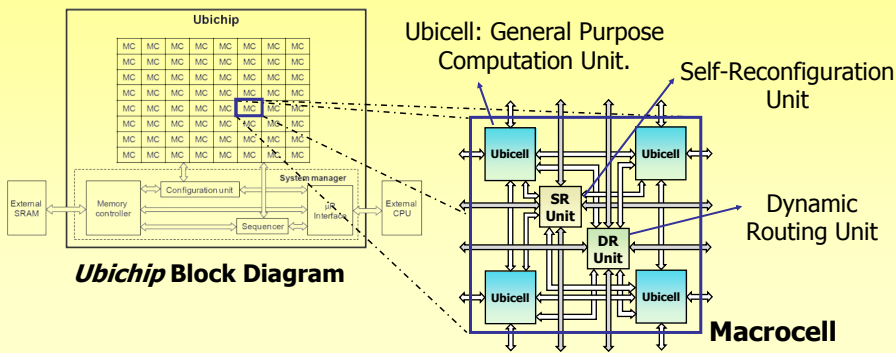 Ubichip
MC MC MC MC MC MC MC MC
MC MC MC MC MC MC MC MC
MC MC MC MC MC MC MC MC
MC MC MC MC MC MC MC MC
MC MC MC MC MC MC MC MC
MC MC MC MC MC MC MC MC
MC MC MC MC MC MC MC MC
MC MC MC MC MC MC MC MC
System manager
Configuration unit
External
SRAM
Memory
controller
Sequencer
µP
Interface
External
CPU
Ubichip Block Diagram
Ubicell: General Purpose
Computation Unit.
Self-Reconfiguration
Unit
Ubicell
Ubicell
SR
Unit
DR
Unit
Dynamic
Routing Unit
Ubicell
Ubicell
Macrocell